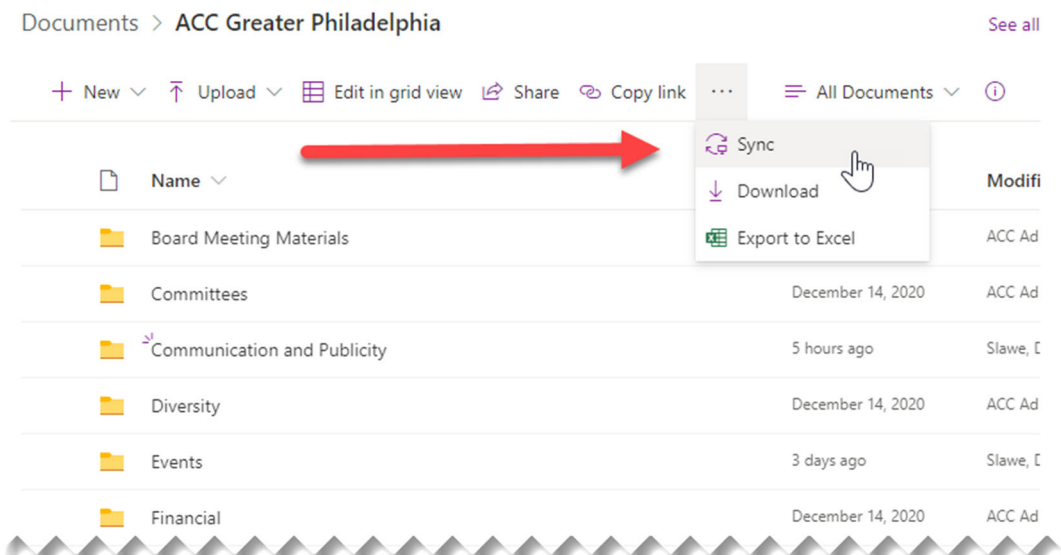 Documents > ACC Greater Philadelphia See all
New Upload Edit in grid view Share Copy link ... All Documents
Sync
Name Modifi
Download
Board Meeting Materials Export to Excel ACC Ad
Committees December 14, 2020 ACC Ad
Communication and Publicity 5 hours ago Slawe, D
Diversity December 14, 2020 ACC Ad
Events 3 days ago Slawe, D
Financial December 14, 2020 ACC Ad